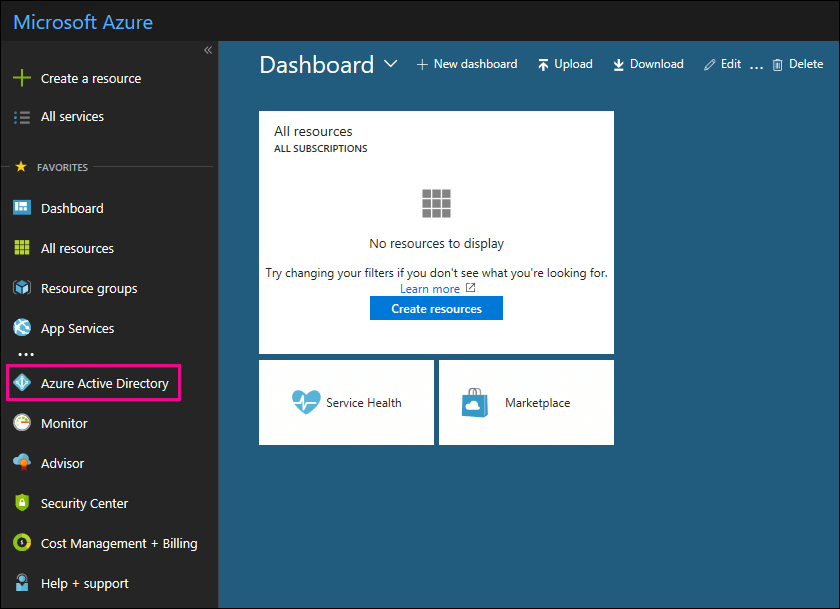 Microsoft Azure
«
Create a resource
All services
FAVORITES
Dashboard
All resources
Resource groups
App Services
•••
Azure Active Directory
Monitor
Advisor
Security Center
Cost Management + Billing
Help + support
Dashboard
New dashboard
Upload
Download
Edit
...
Delete
All resources
ALL SUBSCRIPTIONS
No resources to display
Try changing your filters if you don't see what you're looking for.
Learn more
Create resources
Service Health
Marketplace